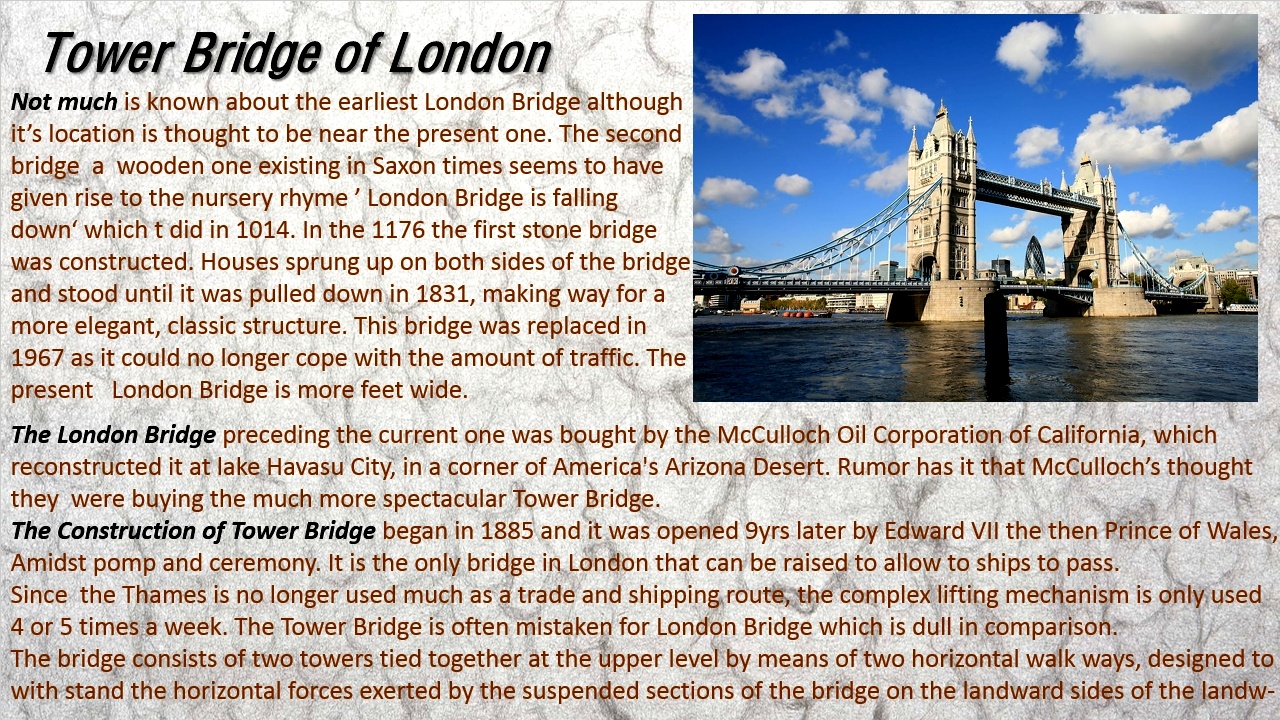 Tower Bridge of London
Not much is known about the earliest London Bridge although
it’s location is thought to be near the present one. The second
bridge  a  wooden one existing in Saxon times seems to have
given rise to the nursery rhyme ’ London Bridge is falling
down‘ which t did in 1014. In the 1176 the first stone bridge
was constructed. Houses sprung up on both sides of the bridge
and stood until it was pulled down in 1831, making way for a
more elegant, classic structure. This bridge was replaced in
1967 as it could no longer cope with the amount of traffic. The
present   London Bridge is more feet wide.
The London Bridge preceding the current one was bought by the McCulloch Oil Corporation of California, which
reconstructed it at lake Havasu City, in a corner of America's Arizona Desert. Rumor has it that McCulloch’s thought
they  were buying the much more spectacular Tower Bridge.
The Construction of Tower Bridge began in 1885 and it was opened 9yrs later by Edward VII the then Prince of Wales,
Amidst pomp and ceremony. It is the only bridge in London that can be raised to allow to ships to pass.
Since  the Thames is no longer used much as a trade and shipping route, the complex lifting mechanism is only used
4 or 5 times a week. The Tower Bridge is often mistaken for London Bridge which is dull in comparison.
The bridge consists of two towers tied together at the upper level by means of two horizontal walk ways, designed to
with stand the horizontal forces exerted by the suspended sections of the bridge on the landward sides of the landw-